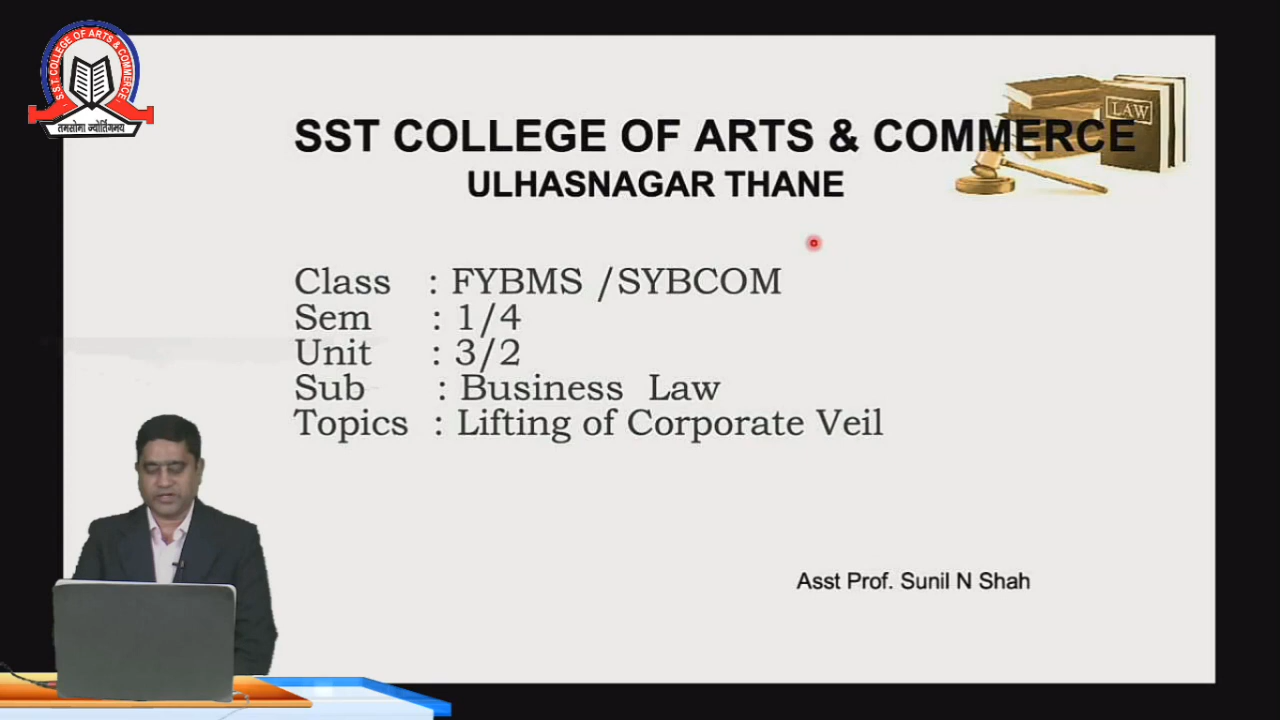 S.S.T. COLLEGE OF ARTS & COMMERCE
तमसोमा ज्योर्तिगमय
LAW
SST COLLEGE OF ARTS & COMMERCE
ULHASNAGAR THANE
Class : FYBMS /SYBCOM
Sem : 1/4
Unit : 3/2
Sub : Business Law
Topics : Lifting of Corporate Veil
Asst Prof. Sunil N Shah